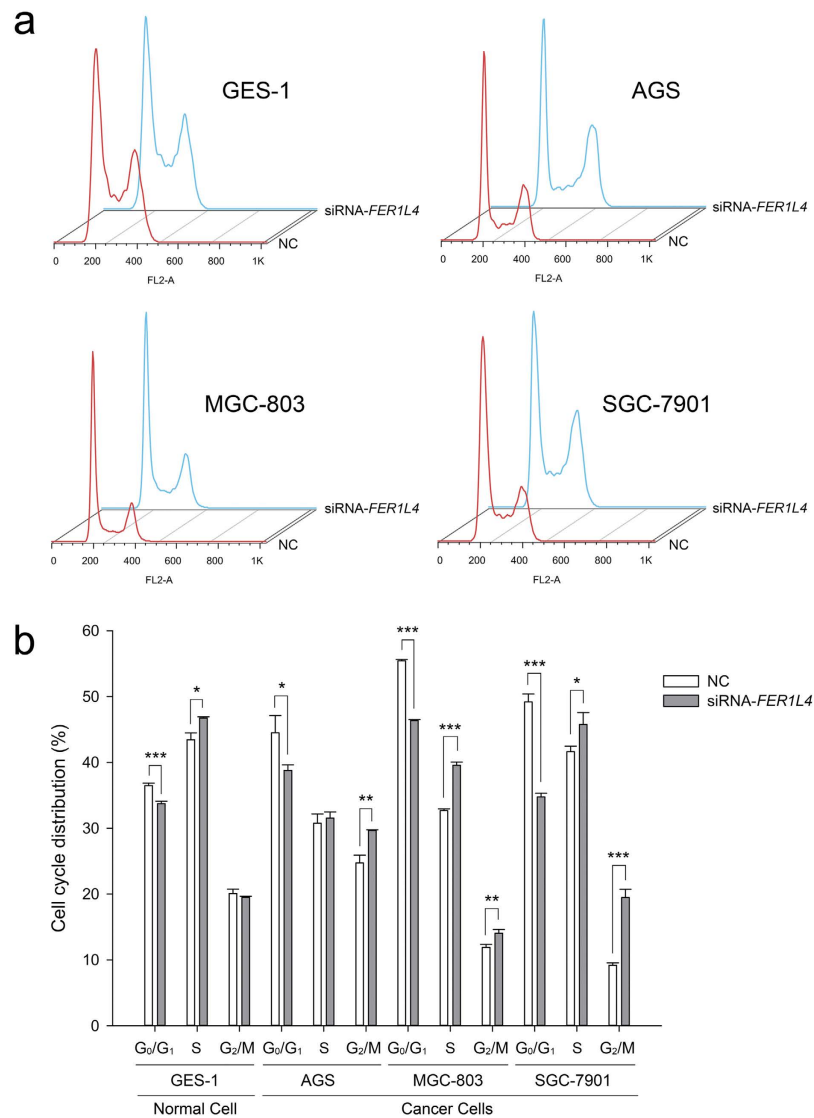 a
GES-1
siRNA-FER1L4
NC
0 200 400 600 800 1K
FL2-A
AGS
siRNA-FER1L4
NC
0 200 400 600 800 1K
FL2-A
MGC-803
siRNA-FER1L4
NC
0 200 400 600 800 1K
FL2-A
SGC-7901
siRNA-FER1L4
NC
0 200 400 600 800 1K
FL2-A
b
Cell cycle distribution (%)
60
50
40
30
20
10
0
*** * * ** *** *** ** *** * ***
NC
siRNA-FER1L4
G₀/G₁ S G₂/M G₀/G₁ S G₂/M G₀/G₁ S G₂/M G₀/G₁ S G₂/M
GES-1 AGS MGC-803 SGC-7901
Normal Cell Cancer Cells